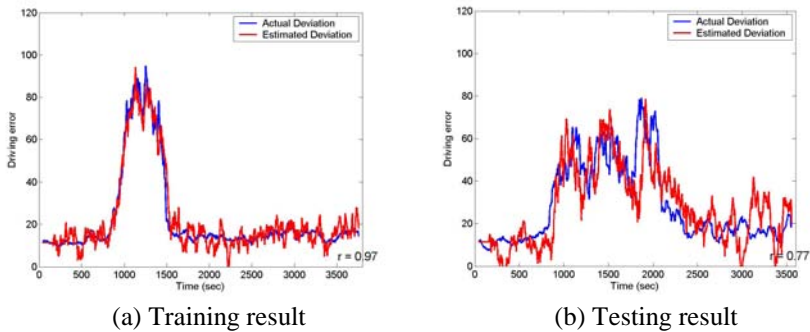 120
100
80
60
40
20
0
Driving error
0 500 1000 1500 2000 2500 3000 3500
Time (sec)
Actual Deviation
Estimated Deviation
r = 0.97
(a) Training result
120
100
80
60
40
20
0
Driving error
0 500 1000 1500 2000 2500 3000 3500
Time (sec)
Actual Deviation
Estimated Deviation
r = 0.77
(b) Testing result